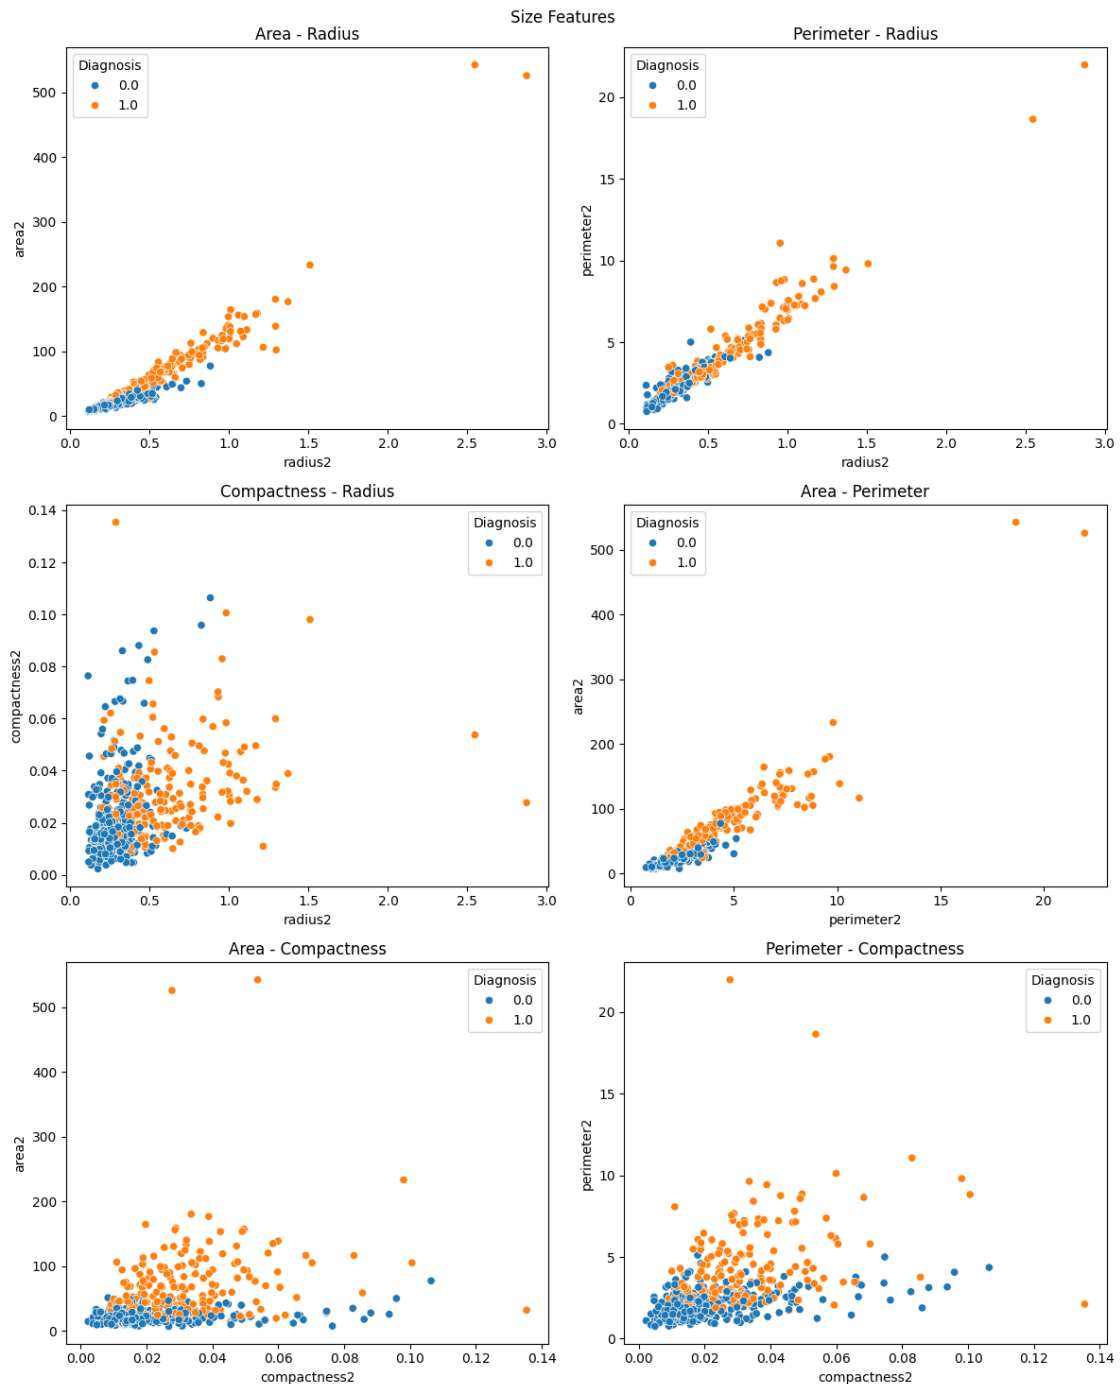 Size Features
Area - Radius
Diagnosis
0.0
1.0
500
400
300
200
100
0
area2
0.0 0.5 1.0 1.5 2.0 2.5 3.0
radius2
Perimeter - Radius
Diagnosis
0.0
1.0
20
15
10
5
0
perimeter2
0.0 0.5 1.0 1.5 2.0 2.5 3.0
radius2
Compactness - Radius
Diagnosis
0.0
1.0
0.14
0.12
0.10
0.08
0.06
0.04
0.02
0.00
compactness2
0.0 0.5 1.0 1.5 2.0 2.5 3.0
radius2
Area - Perimeter
Diagnosis
0.0
1.0
500
400
300
200
100
0
area2
0 5 10 15 20
perimeter2
Area - Compactness
Diagnosis
0.0
1.0
500
400
300
200
100
0
area2
0.00 0.02 0.04 0.06 0.08 0.10 0.12 0.14
compactness2
Perimeter - Compactness
Diagnosis
0.0
1.0
20
15
10
5
0
perimeter2
0.00 0.02 0.04 0.06 0.08 0.10 0.12 0.14
compactness2